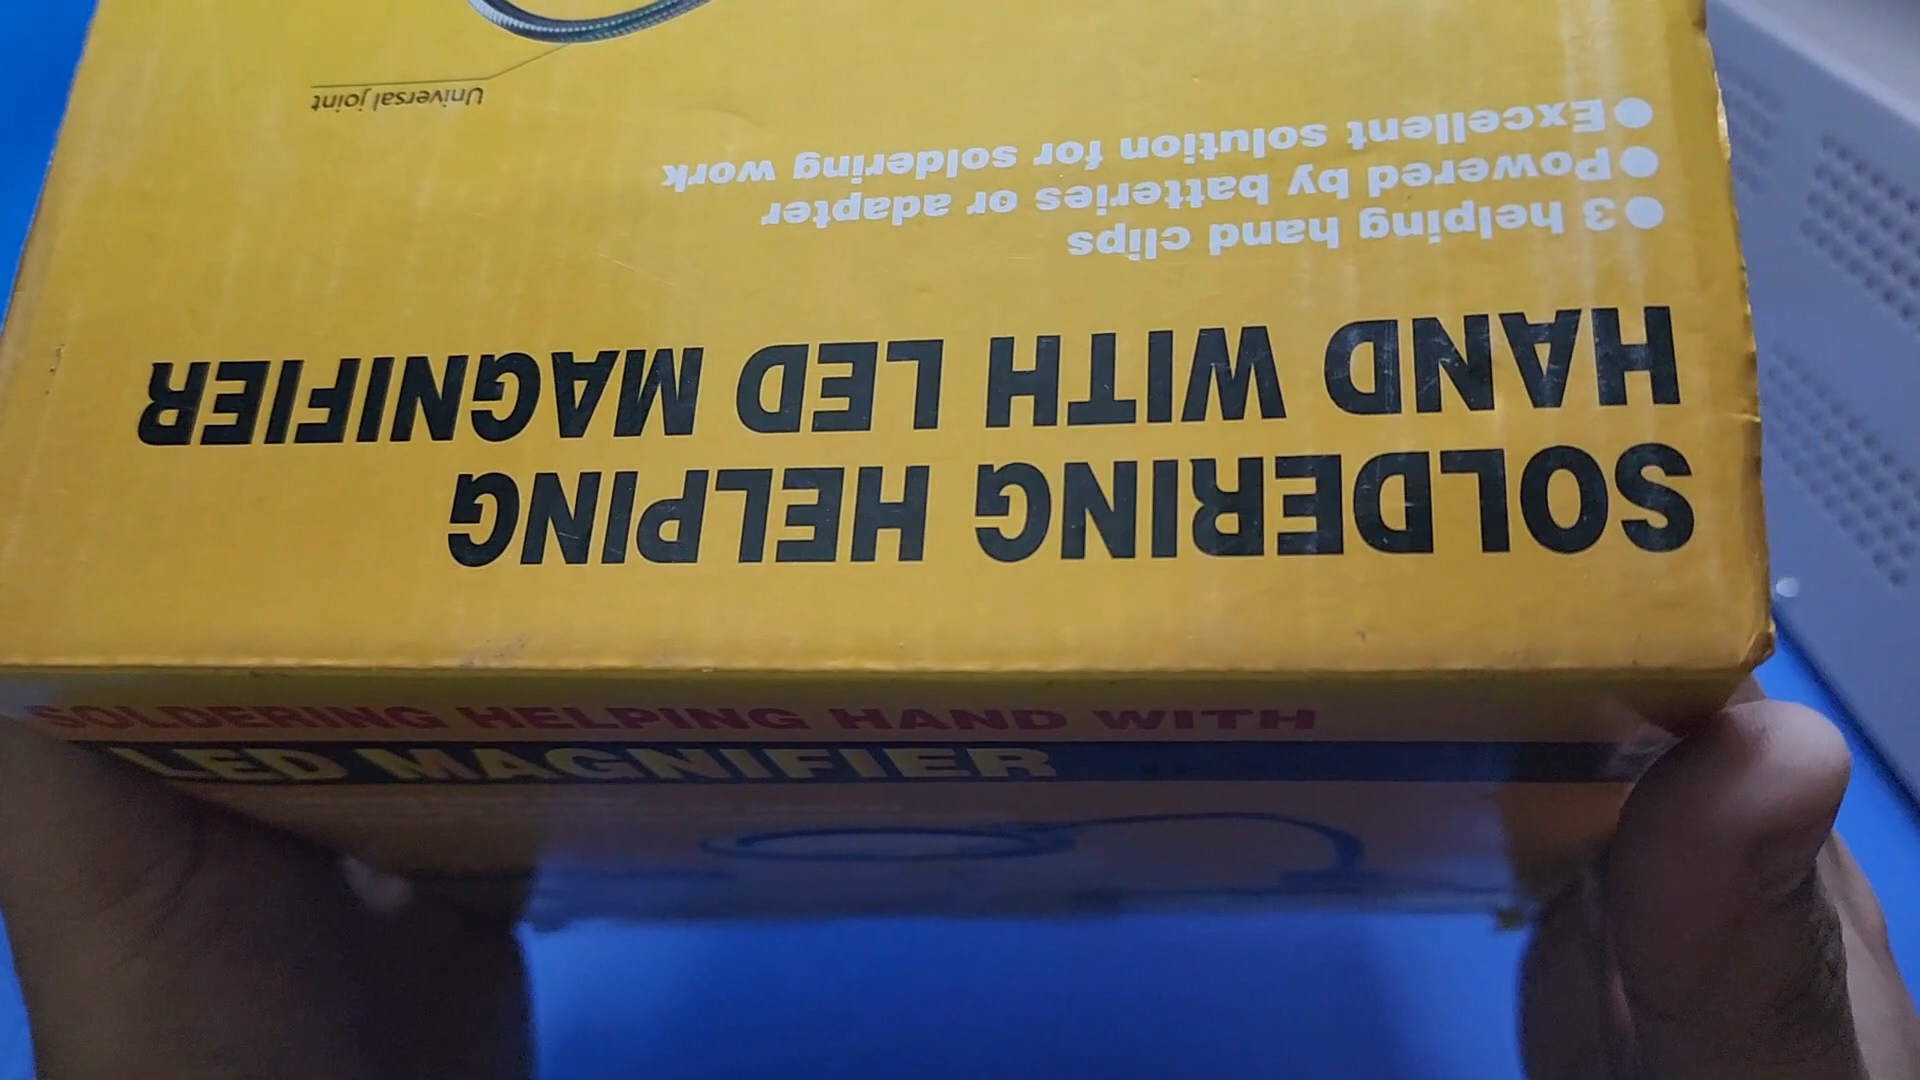 SOLDERING HELPING
HAND WITH LED MAGNIFIER
●3 helping hand clips
●Powered by batteries or adapter
●Excellent solution for soldering work
Universal joint
SOLDERING HELPING HAND WITH
LED MAGNIFIER